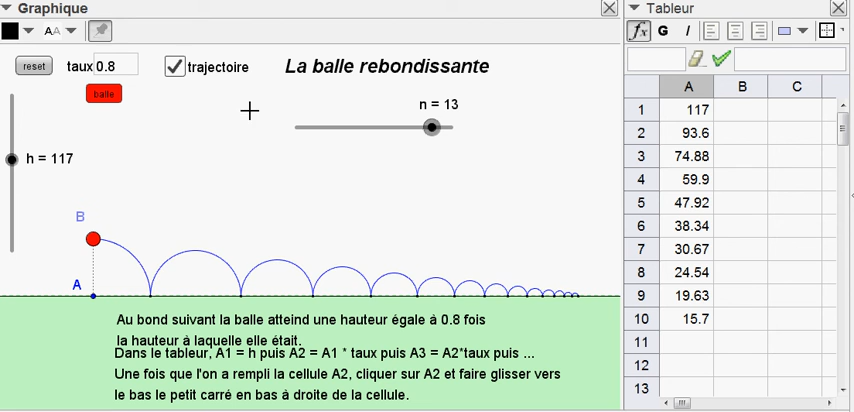 Graphique
AA
reset
taux 0.8
trajectoire
La balle rebondissante
balle
n = 13
h = 117
B
A
Au bond suivant la balle atteind une hauteur égale à 0.8 fois
la hauteur à laquelle elle était.
Dans le tableur, A1 = h puis A2 = A1 * taux puis A3 = A2*taux puis ...
Une fois que l'on a rempli la cellule A2, cliquer sur A2 et faire glisser vers
le bas le petit carré en bas à droite de la cellule.
Tableur
fx G I
A B C
1 117
2 93.6
3 74.88
4 59.9
5 47.92
6 38.34
7 30.67
8 24.54
9 19.63
10 15.7
11
12
13